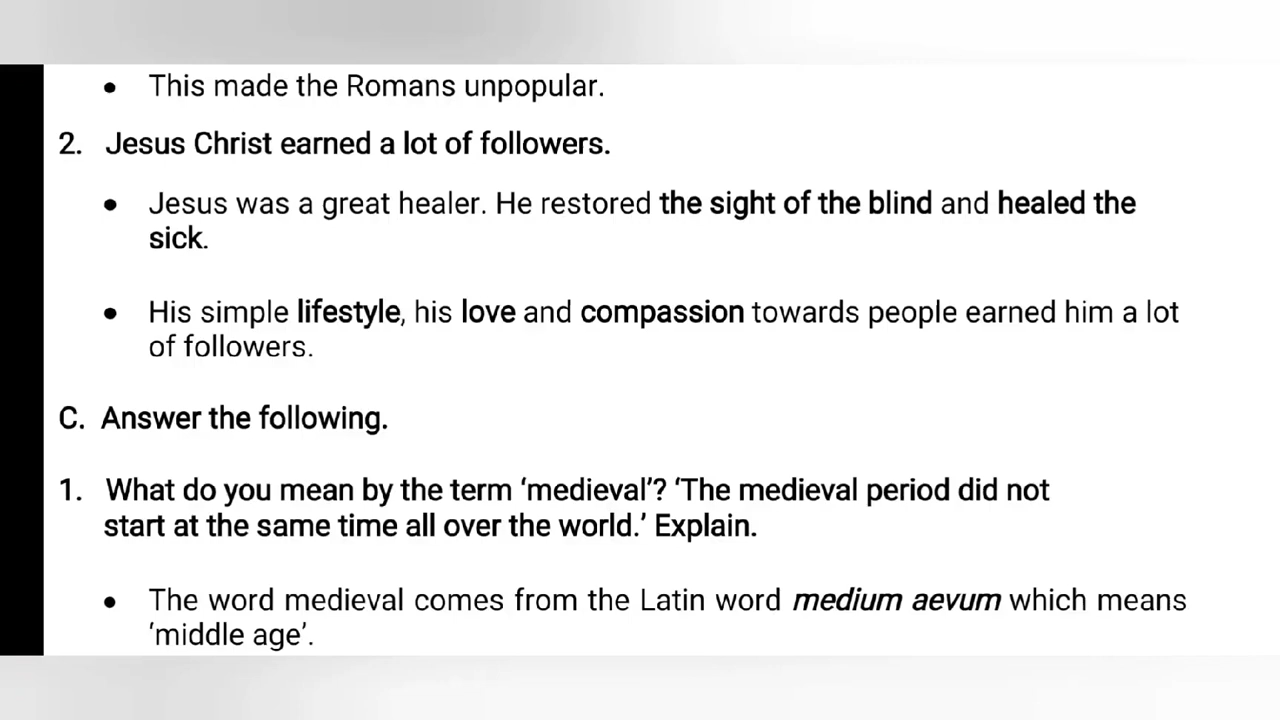 • This made the Romans unpopular.
2. Jesus Christ earned a lot of followers.
• Jesus was a great healer. He restored the sight of the blind and healed the
sick.
• His simple lifestyle, his love and compassion towards people earned him a lot
of followers.
C. Answer the following.
1. What do you mean by the term ‘medieval’? ‘The medieval period did not
start at the same time all over the world.’ Explain.
• The word medieval comes from the Latin word medium aevum which means
‘middle age’.